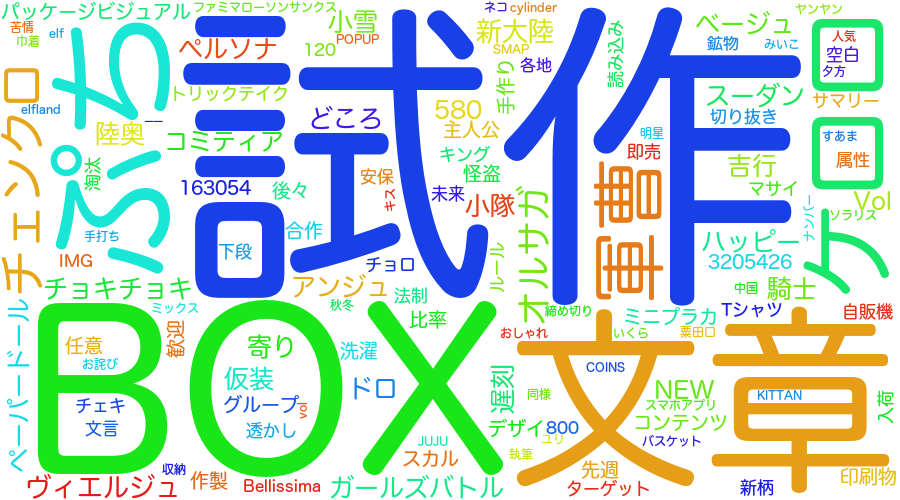 パッケージビジュアル
ファミマローソンサンクス
ネコ
cylinder
ヤンヤン
苦情
elf
小雪
新大陸
ベージュ
人気
巾着
ペルソナ
120
POPUP
SMAP
鉱物
みいこ
空白
夕方
ぷち
試作
ロロ
各地
読み込み
チェンクロ
elfland
トリックテイク
手作り
スーダン
サマリー
陸奥
コミティア
どころ
580
主人公
切り抜き
すあま
明星
即売
属性
淘汰
163054
後々
安保
キング
怪盗
吉行
キス
未来
小隊
オルサガ
軍曹
マサイ
Vol
手打ち
合作
ソラリス
ナンバー
ケ
IMG
下段
チョロ
ルール
ハッピー
3205426
チョキチョキ
アンジュ
法制
中国
騎士
ミックス
秋冬
比率
締め切り
ミニプラカ
Tシャツ
自販機
BOX
文章
ペーパードール
任意
歓迎
寄り
洗濯
おしゃれ
いくら
粟田口
お詫び
仮装
ドロ
遅刻
COINS
チェキ
グループ
vol
同様
NEW
KITTAN
スマホアプリ
入荷
文言
透かし
デザイ
800
コンテンツ
JUJU
ユリ
バスケット
収納
スカル
執筆
先週
印刷物
ヴィエルジュ
作製
Bellissima
ガールズバトル
ターゲット
新柄